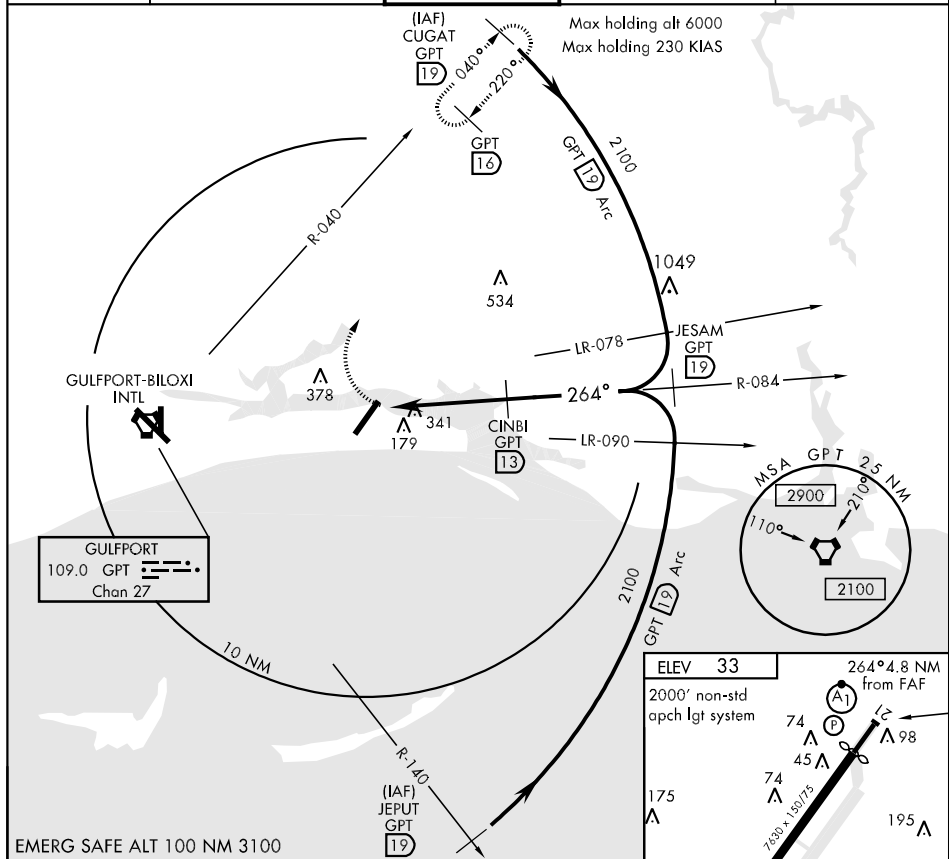 (IAF)
CUGAT
GPT
19
Max holding alt 6000
Max holding 230 KIAS
040°
220°
GPT
16
GPT 19 Arc
2100
R-040
1049
534
LR-078
JESAM
GPT
19
R-084
264°
GULFPORT-BILOXI
INTL
378
341
179
CINBI
GPT
13
LR-090
MSA GPT 25 NM
2900
210°
110°
2100
GULFPORT
109.0 GPT
Chan 27
2100
GPT 19 Arc
10 NM
R-140
(IAF)
JEPUT
GPT
19
EMERG SAFE ALT 100 NM 3100
ELEV 33
264° 4.8 NM
from FAF
2000' non-std
apch lgt system
A1
P
21
74
98
45
74
175
7630 x 150/75
195